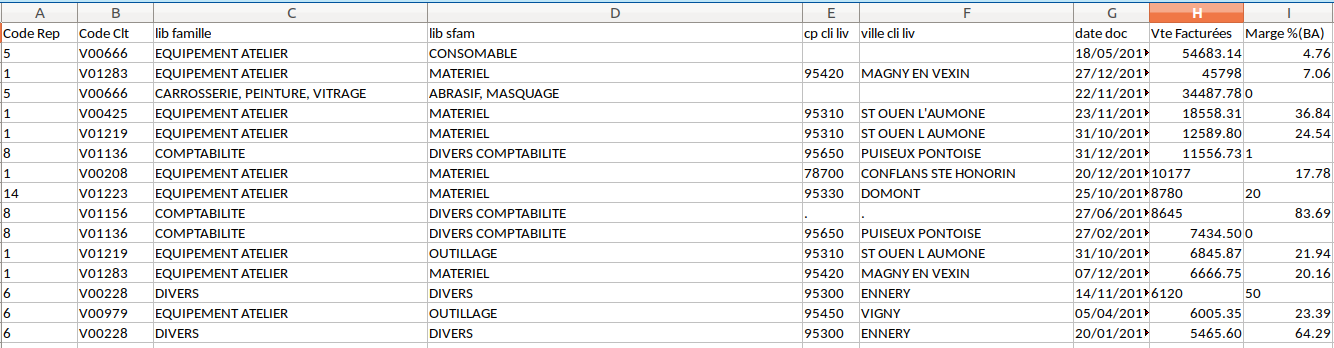 A B C D E F G H I
Code Rep Code Clt lib famille lib sfam cp cli liv ville cli liv date doc Vte Facturées Marge %(BA)
5 V00666 EQUIPEMENT ATELIER CONSOMABLE 18/05/201 54683.14 4.76
1 V01283 EQUIPEMENT ATELIER MATERIEL 95420 MAGNY EN VEXIN 27/12/201 45798 7.06
5 V00666 CARROSSERIE, PEINTURE, VITRAGE ABRASIF, MASQUAGE 22/11/201 34487.78 0
1 V00425 EQUIPEMENT ATELIER MATERIEL 95310 ST OUEN L'AUMONE 23/11/201 18558.31 36.84
1 V01219 EQUIPEMENT ATELIER MATERIEL 95310 ST OUEN L AUMONE 31/10/201 12589.80 24.54
8 V01136 COMPTABILITE DIVERS COMPTABILITE 95650 PUISEUX PONTOISE 31/12/201 11556.73 1
1 V00208 EQUIPEMENT ATELIER MATERIEL 78700 CONFLANS STE HONORIN 20/12/201 10177 17.78
14 V01223 EQUIPEMENT ATELIER MATERIEL 95330 DOMONT 25/10/201 8780 20
8 V01156 COMPTABILITE DIVERS COMPTABILITE . . 27/06/201 8645 83.69
8 V01136 COMPTABILITE DIVERS COMPTABILITE 95650 PUISEUX PONTOISE 27/02/201 7434.50 0
1 V01219 EQUIPEMENT ATELIER OUTILLAGE 95310 ST OUEN L AUMONE 31/10/201 6845.87 21.94
1 V01283 EQUIPEMENT ATELIER MATERIEL 95420 MAGNY EN VEXIN 07/12/201 6666.75 20.16
6 V00228 DIVERS DIVERS 95300 ENNERY 14/11/201 6120 50
6 V00979 EQUIPEMENT ATELIER OUTILLAGE 95450 VIGNY 05/04/201 6005.35 23.39
6 V00228 DIVERS DIVERS 95300 ENNERY 20/01/201 5465.60 64.29